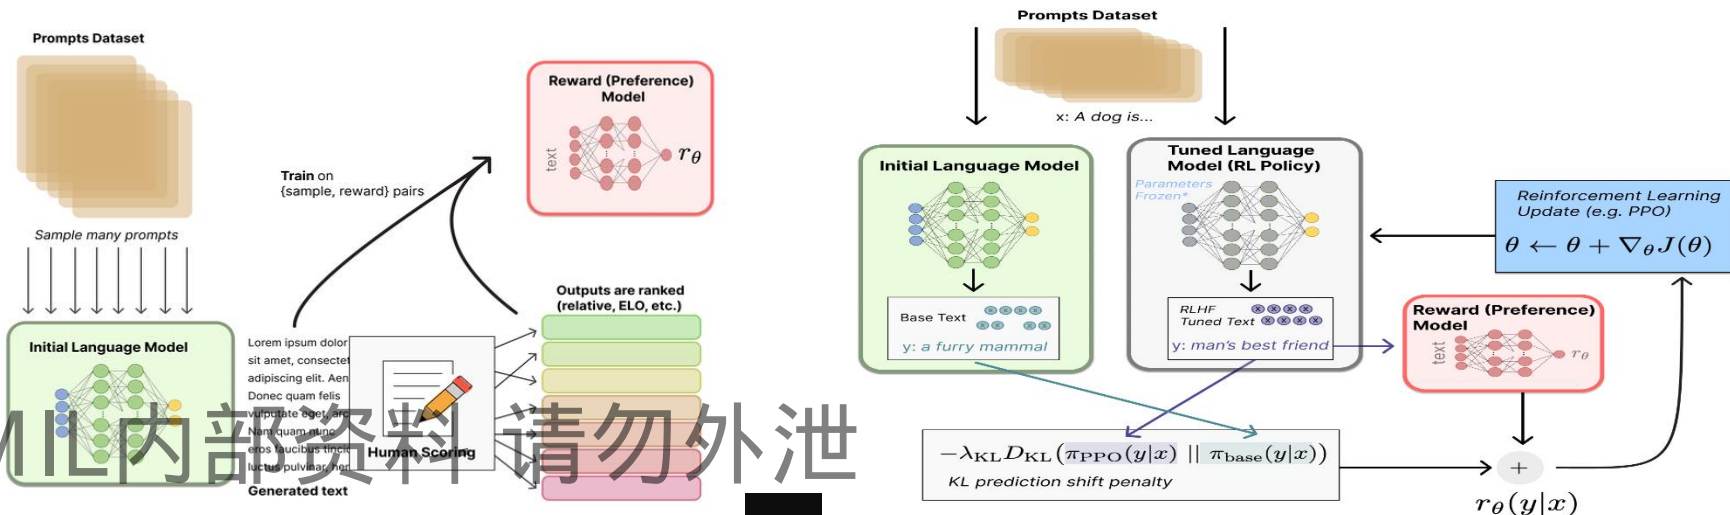 Prompts Dataset
Sample many prompts
Initial Language Model
Train on
{sample, reward} pairs
Reward (Preference)
Model
text
rθ
Outputs are ranked
(relative, ELO, etc.)
Lorem ipsum dolor
sit amet, consectet
adipiscing elit. Aen
Donec quam felis
vulputate eget, arc
Nam quam nunc
eros faucibus tincid
luctus pulvinar, her
Generated text
Human Scoring
MIL内部资料 请勿外泄
Prompts Dataset
x: A dog is...
Initial Language Model
Base Text
y: a furry mammal
Tuned Language
Model (RL Policy)
Parameters
Frozen*
RLHF
Tuned Text
y: man's best friend
Reinforcement Learning
Update (e.g. PPO)
θ ← θ + ∇θJ(θ)
Reward (Preference)
Model
text
rθ
−λKL DKL(πPPO(y|x) || πbase(y|x))
KL prediction shift penalty
+
rθ(y|x)